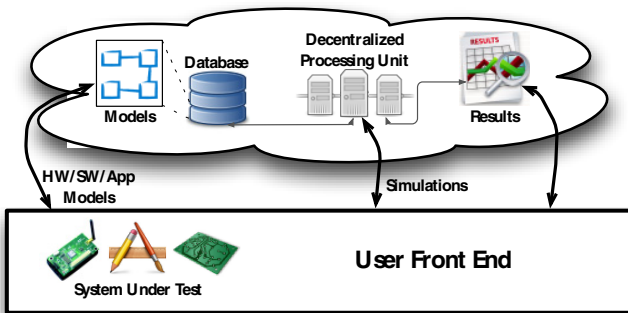 Decentralized
Processing Unit
Database
RESULTS
Models
Results
HW/SW/App
Models
Simulations
User Front End
System Under Test